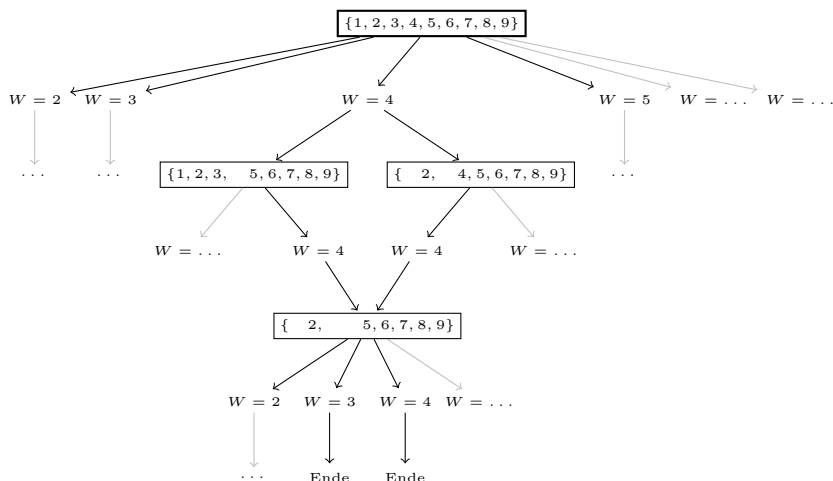 {1, 2, 3, 4, 5, 6, 7, 8, 9}
W = 2 W = 3 W = 4 W = 5 W = ... W = ...
... ... {1, 2, 3, 5, 6, 7, 8, 9} { 2, 4, 5, 6, 7, 8, 9} ...
W = ... W = 4 W = 4 W = ...
{ 2, 5, 6, 7, 8, 9}
W = 2 W = 3 W = 4 W = ...
... Ende Ende